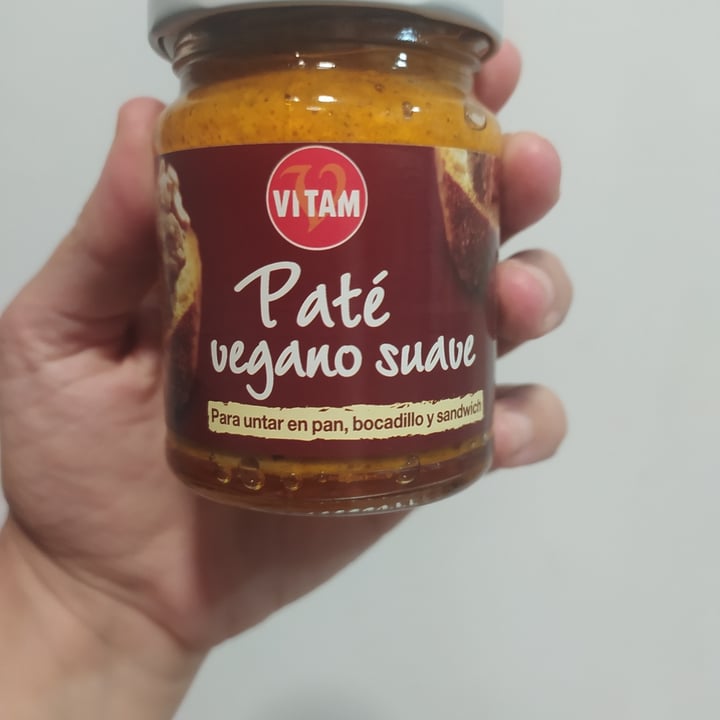 VITAM
Paté
vegano suave
Para untar en pan, bocadillo y sandwich